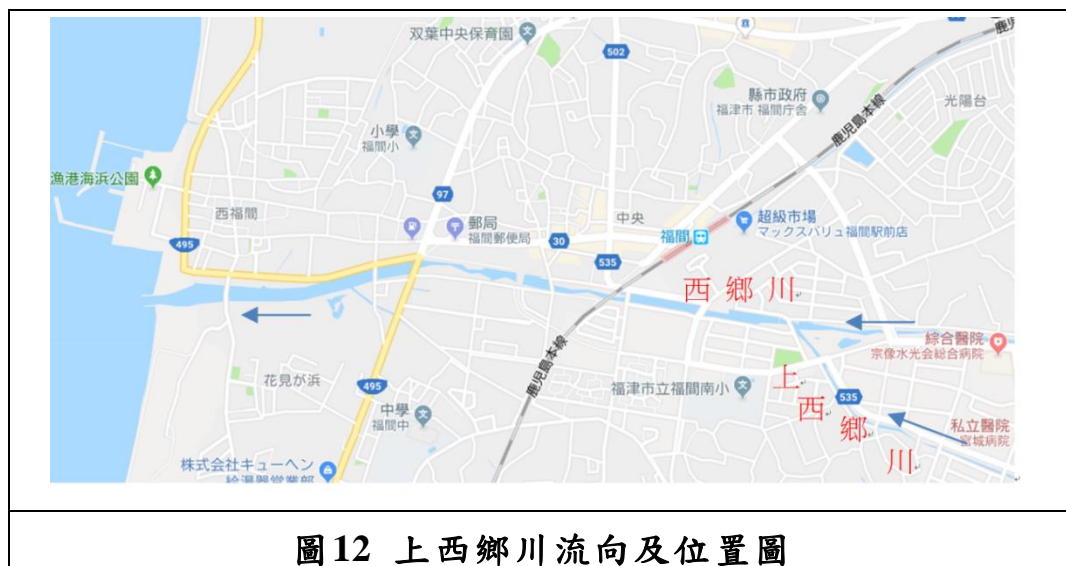 双葉中央保育園
502
縣市政府
福津市 福間庁舎
鹿児島本線
光陽台
小學
福間小
漁港海浜公園
97
西福間
郵局
福間郵便局
中央
超級市場
マックスバリュ福間駅前店
30
福間
495
535
西鄉川
綜合醫院
宗像水光会総合病院
鹿児島本線
花見が浜
495
福津市立福間南小
535
上西鄉川
中學
福間中
私立醫院
宮城病院
株式会社キューヘン
給湯器営業部
圖12 上西鄉川流向及位置圖